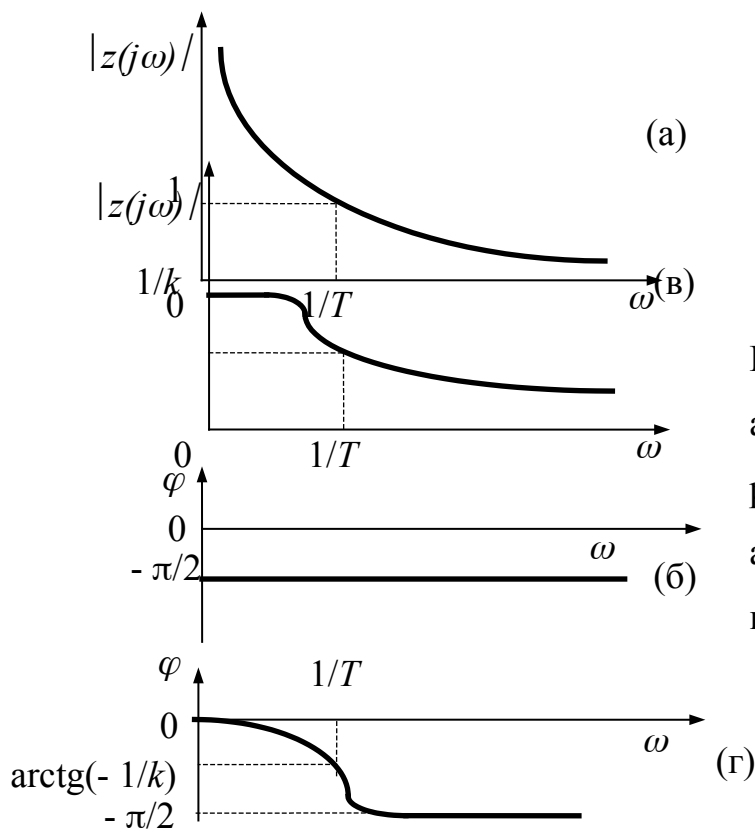 |z(jω)|
(а)
1
|z(jω)|
1/k
0
1/T
ω
(в)
0
1/T
ω
φ
0
ω
- π/2
(б)
φ
1/T
0
ω
arctg(- 1/k)
(г)
- π/2